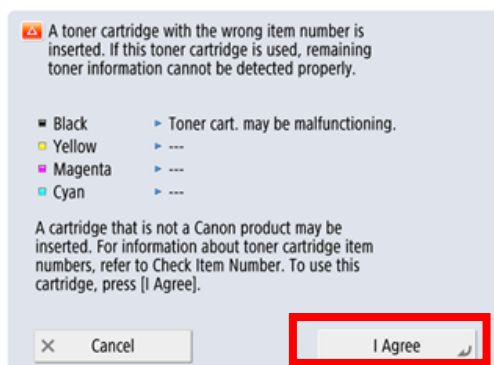 A toner cartridge with the wrong item number is
inserted. If this toner cartridge is used, remaining
toner information cannot be detected properly.
Black ▸ Toner cart. may be malfunctioning.
Yellow ▸ ---
Magenta ▸ ---
Cyan ▸ ---
A cartridge that is not a Canon product may be
inserted. For information about toner cartridge item
numbers, refer to Check Item Number. To use this
cartridge, press [I Agree].
× Cancel I Agree